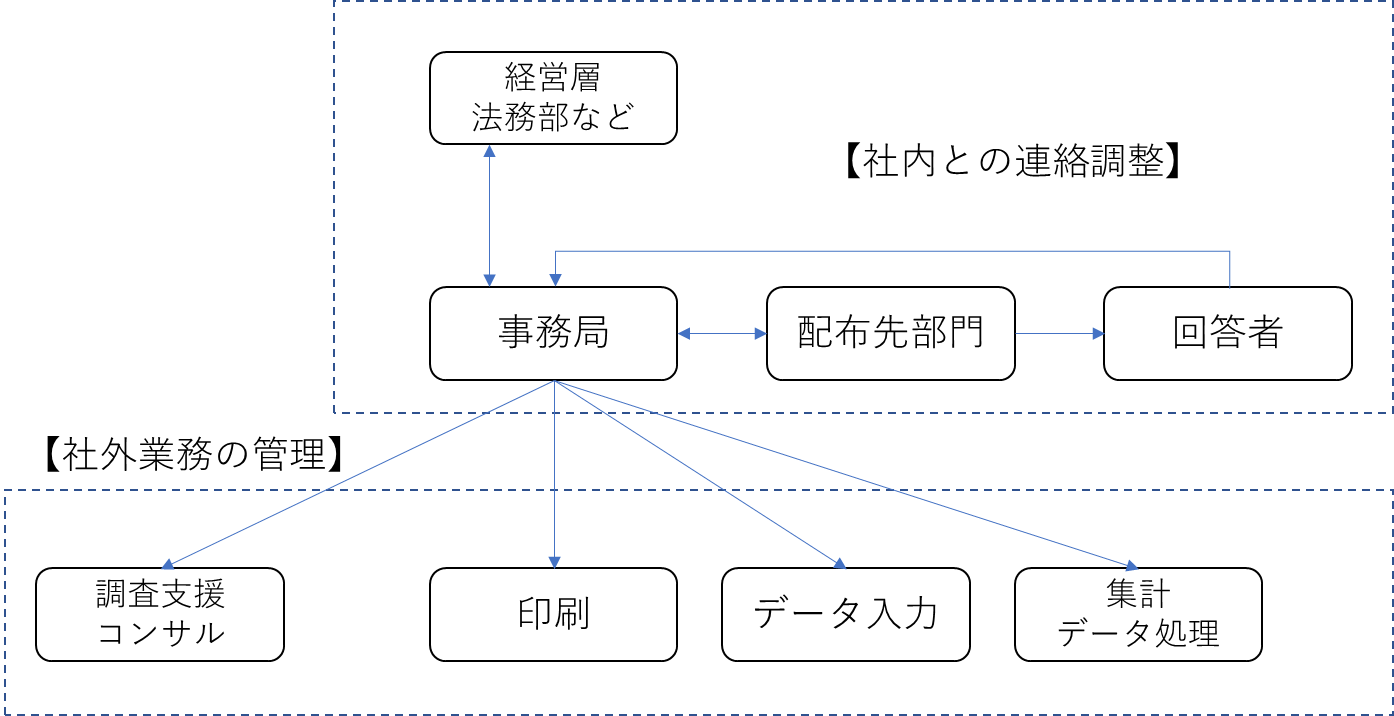 経営層
法務部など
【社内との連絡調整】
事務局
配布先部門
回答者
【社外業務の管理】
調査支援
コンサル
印刷
データ入力
集計
データ処理